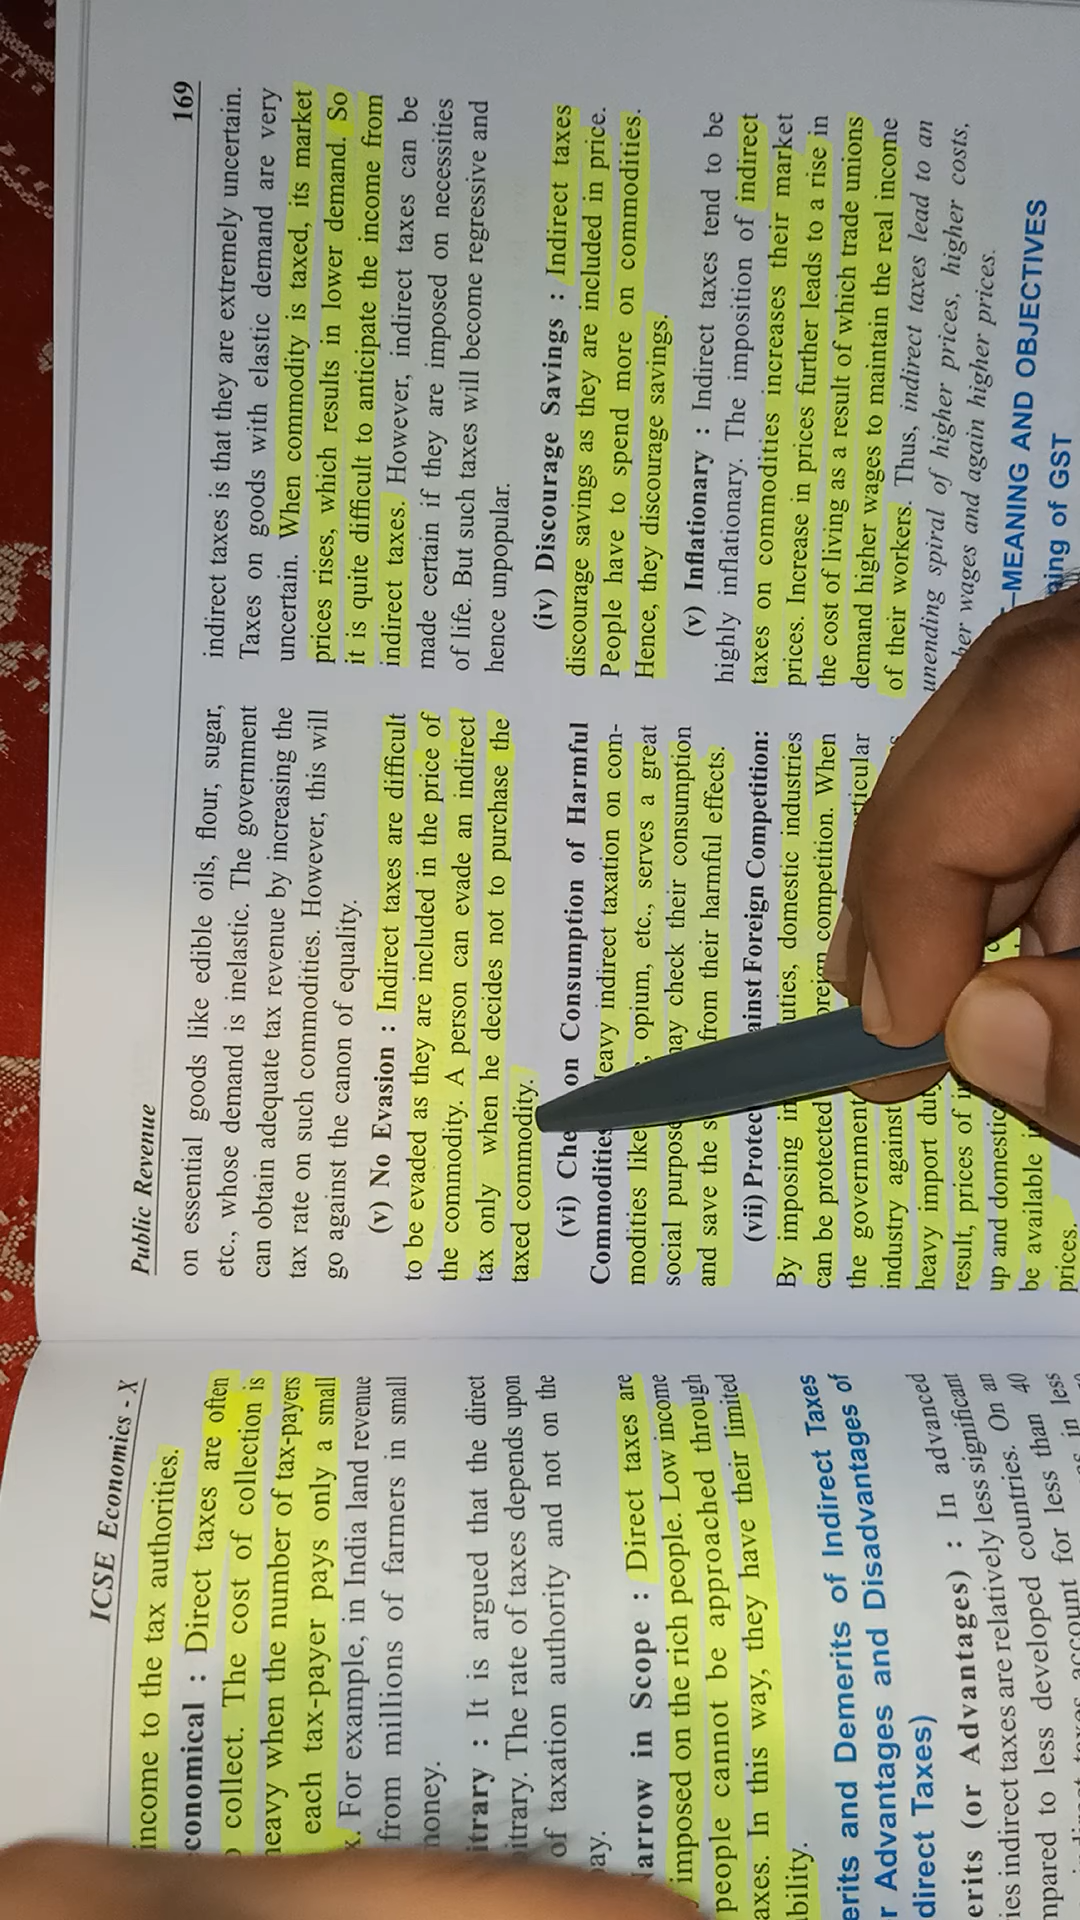 ICSE Economics - X
income to the tax authorities.
conomical : Direct taxes are often
collect. The cost of collection is
heavy when the number of tax-payers
each tax-payer pays only a small
x. For example, in India land revenue
from millions of farmers in small
money.
itrary : It is argued that the direct
itrary. The rate of taxes depends upon
of taxation authority and not on the
pay.
arrow in Scope : Direct taxes are
imposed on the rich people. Low income
people cannot be approached through
axes. In this way, they have their limited
bility.
erits and Demerits of Indirect Taxes
r Advantages and Disadvantages of
direct Taxes)
erits (or Advantages) : In advanced
ies indirect taxes are relatively less significant
mpared to less developed countries. On an
account for less than 40
in less
Public Revenue
169
on essential goods like edible oils, flour, sugar,
etc., whose demand is inelastic. The government
can obtain adequate tax revenue by increasing the
tax rate on such commodities. However, this will
go against the canon of equality.
(v) No Evasion : Indirect taxes are difficult
to be evaded as they are included in the price of
the commodity. A person can evade an indirect
tax only when he decides not to purchase the
taxed commodity.
(vi) Che on Consumption of Harmful
Commodities eavy indirect taxation on com-
modities like , opium, etc., serves a great
social purpose may check their consumption
and save the s from their harmful effects.
(vii) Protec ainst Foreign Competition:
By imposing im uties, domestic industries
can be protected oreign competition. When
the government rticular
industry against
heavy import dut
result, prices of i
up and domestic
be available i
prices.
indirect taxes is that they are extremely uncertain.
Taxes on goods with elastic demand are very
uncertain. When commodity is taxed, its market
prices rises, which results in lower demand. So
it is quite difficult to anticipate the income from
indirect taxes. However, indirect taxes can be
made certain if they are imposed on necessities
of life. But such taxes will become regressive and
hence unpopular.
(iv) Discourage Savings : Indirect taxes
discourage savings as they are included in price.
People have to spend more on commodities.
Hence, they discourage savings.
(v) Inflationary : Indirect taxes tend to be
highly inflationary. The imposition of indirect
taxes on commodities increases their market
prices. Increase in prices further leads to a rise in
the cost of living as a result of which trade unions
demand higher wages to maintain the real income
of their workers. Thus, indirect taxes lead to an
unending spiral of higher prices, higher costs,
her wages and again higher prices.
—MEANING AND OBJECTIVES
ning of GST